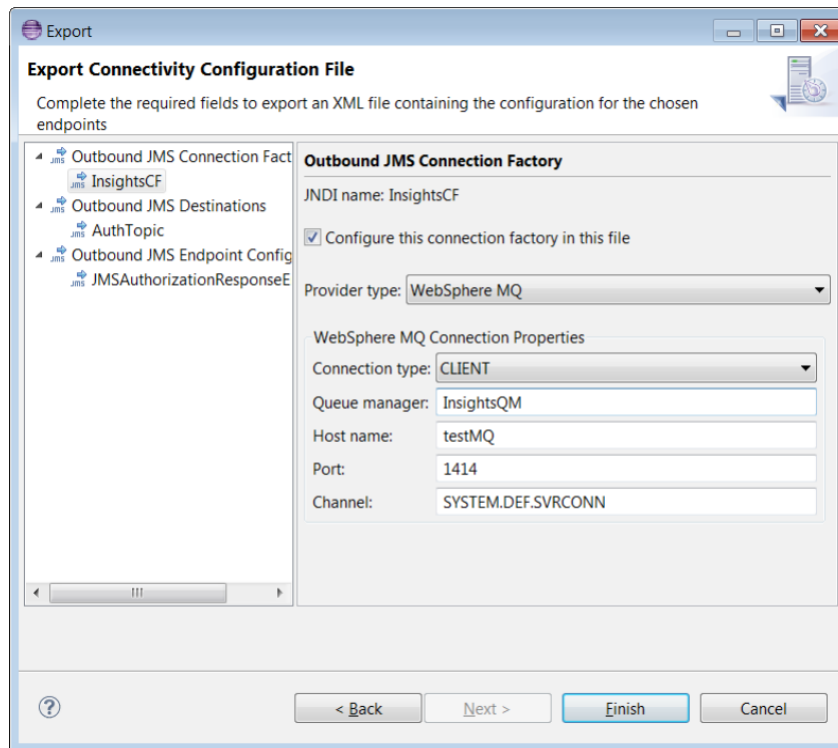 Export
Export Connectivity Configuration File
Complete the required fields to export an XML file containing the configuration for the chosen
endpoints
Outbound JMS Connection Fact
InsightsCF
Outbound JMS Destinations
AuthTopic
Outbound JMS Endpoint Config
JMSAuthorizationResponseE
Outbound JMS Connection Factory
JNDI name: InsightsCF
Configure this connection factory in this file
Provider type: WebSphere MQ
WebSphere MQ Connection Properties
Connection type: CLIENT
Queue manager: InsightsQM
Host name: testMQ
Port: 1414
Channel: SYSTEM.DEF.SVRCONN
? < Back Next > Finish Cancel